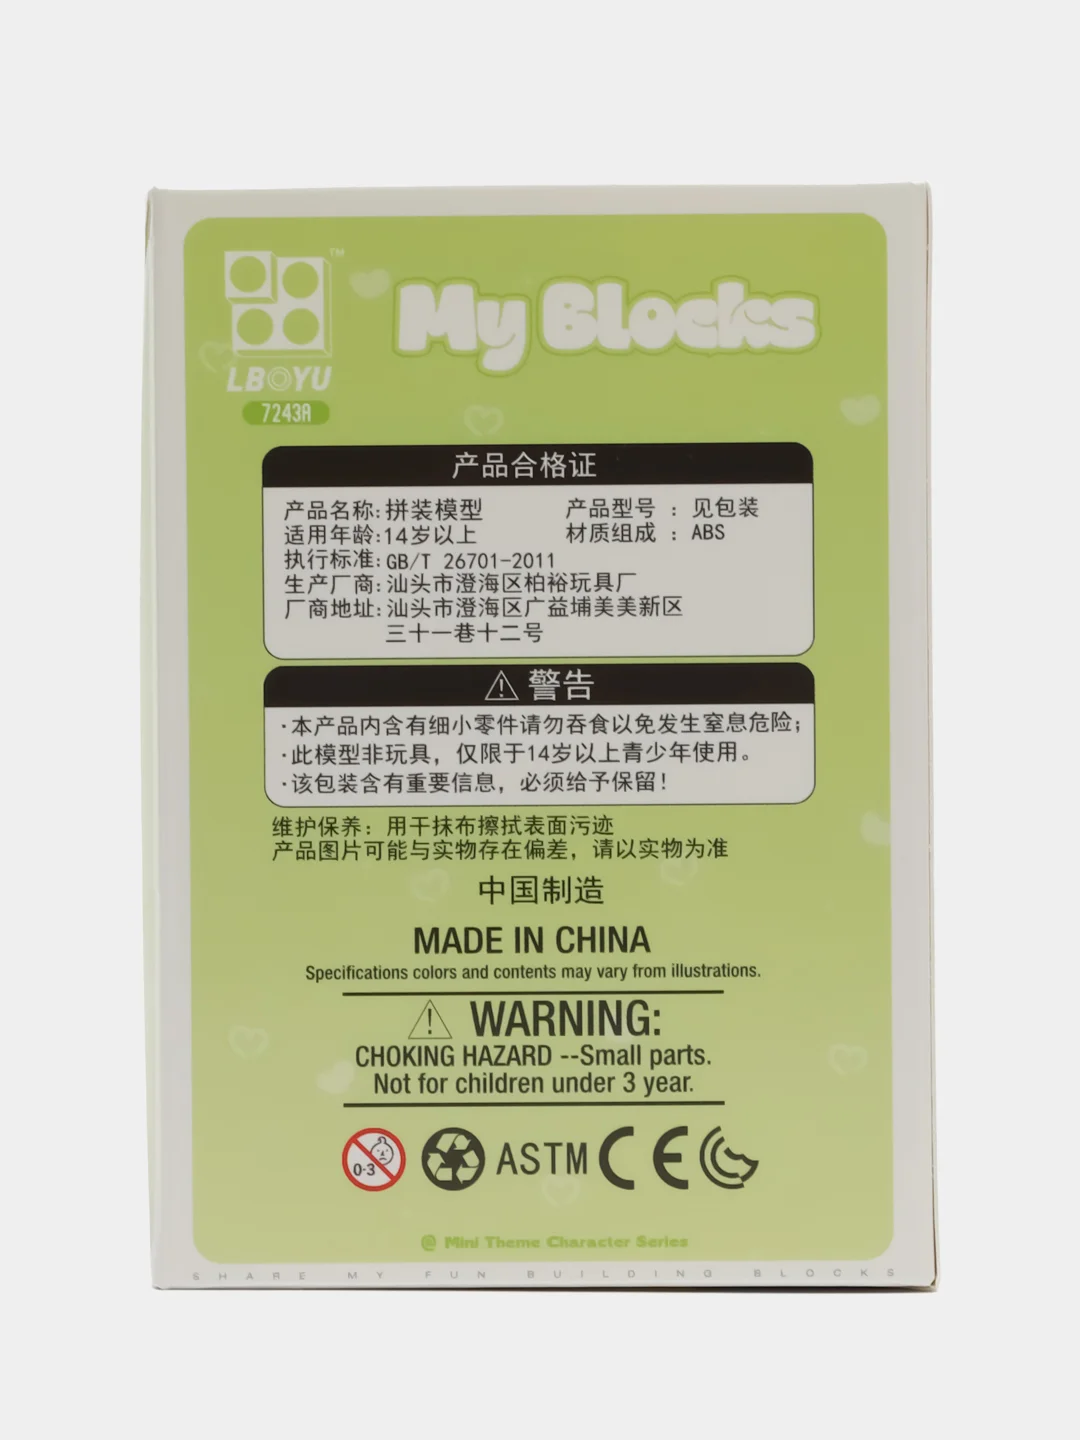 TM
My Blocks
LBOYU
7243A
产品合格证
产品名称:拼装模型 产品型号 : 见包装
适用年龄:14岁以上 材质组成 : ABS
执行标准:GB/T 26701-2011
生产厂商:汕头市澄海区柏裕玩具厂
厂商地址:汕头市澄海区广益埔美美新区
三十一巷十二号
警告
·本产品内含有细小零件请勿吞食以免发生窒息危险;
·此模型非玩具, 仅限于14岁以上青少年使用。
·该包装含有重要信息, 必须给予保留!
维护保养: 用干抹布擦拭表面污迹
产品图片可能与实物存在偏差, 请以实物为准
中国制造
MADE IN CHINA
Specifications colors and contents may vary from illustrations.
WARNING:
CHOKING HAZARD --Small parts.
Not for children under 3 year.
0-3 ASTM CE
@ Mini Theme Character Series
SHARE MY FUN BUILDING BLOCKS